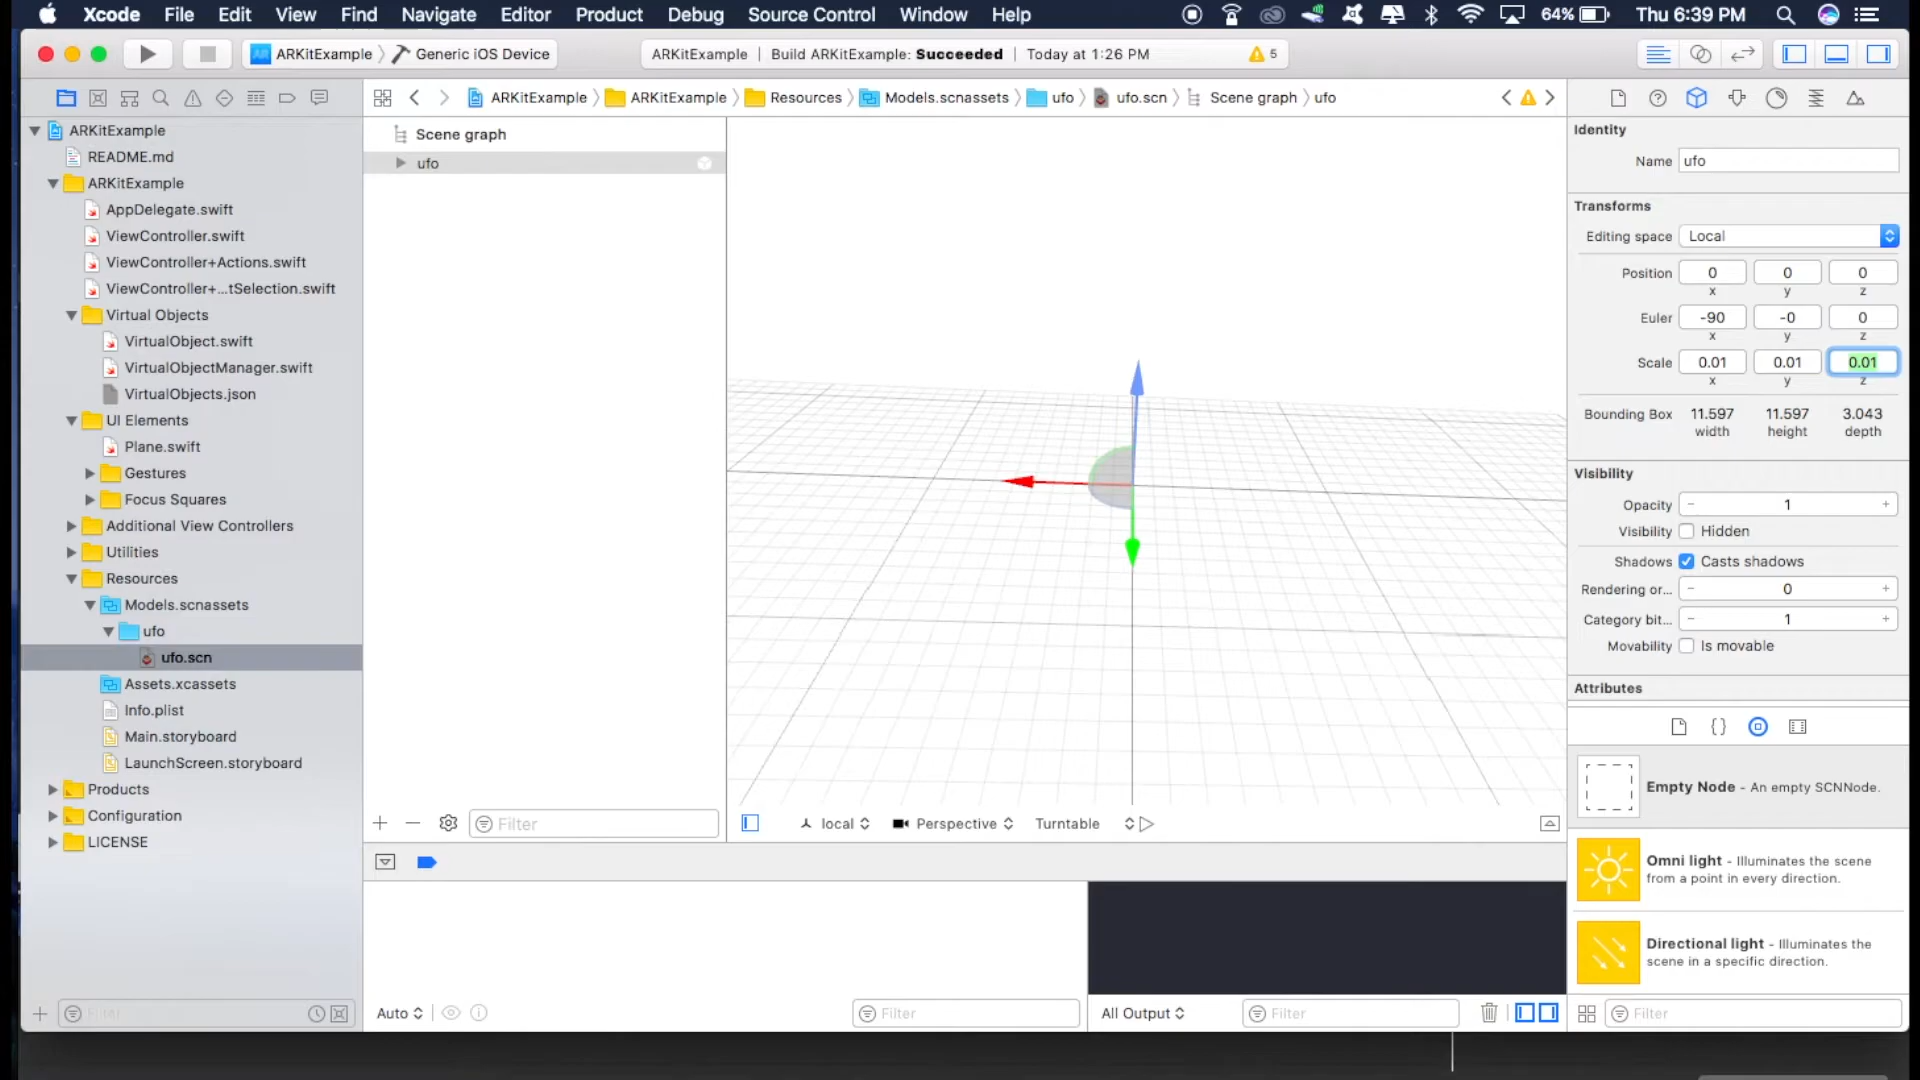 Xcode File Edit View Find Navigate Editor Product Debug Source Control Window Help 64% Thu 6:39 PM
ARKitExample Generic iOS Device ARKitExample | Build ARKitExample: Succeeded | Today at 1:26 PM 5
ARKitExample ARKitExample Resources Models.scnassets ufo ufo.scn Scene graph ufo
ARKitExample
README.md
ARKitExample
AppDelegate.swift
ViewController.swift
ViewController+Actions.swift
ViewController+...tSelection.swift
Virtual Objects
VirtualObject.swift
VirtualObjectManager.swift
VirtualObjects.json
UI Elements
Plane.swift
Gestures
Focus Squares
Additional View Controllers
Utilities
Resources
Models.scnassets
ufo
ufo.scn
Assets.xcassets
Info.plist
Main.storyboard
LaunchScreen.storyboard
Products
Configuration
LICENSE
Filter
Scene graph
ufo
Filter
local Perspective Turntable
Auto
Filter
All Output
Filter
Identity
Name ufo
Transforms
Editing space Local
Position 0 0 0
x y z
Euler -90 -0 0
x y z
Scale 0.01 0.01 0.01
x y z
Bounding Box 11.597 11.597 3.043
width height depth
Visibility
Opacity − 1 +
Visibility Hidden
Shadows Casts shadows
Rendering or... − 0 +
Category bit... − 1 +
Movability Is movable
Attributes
{}
Empty Node - An empty SCNNode.
Omni light - Illuminates the scene
from a point in every direction.
Directional light - Illuminates the
scene in a specific direction.
Filter